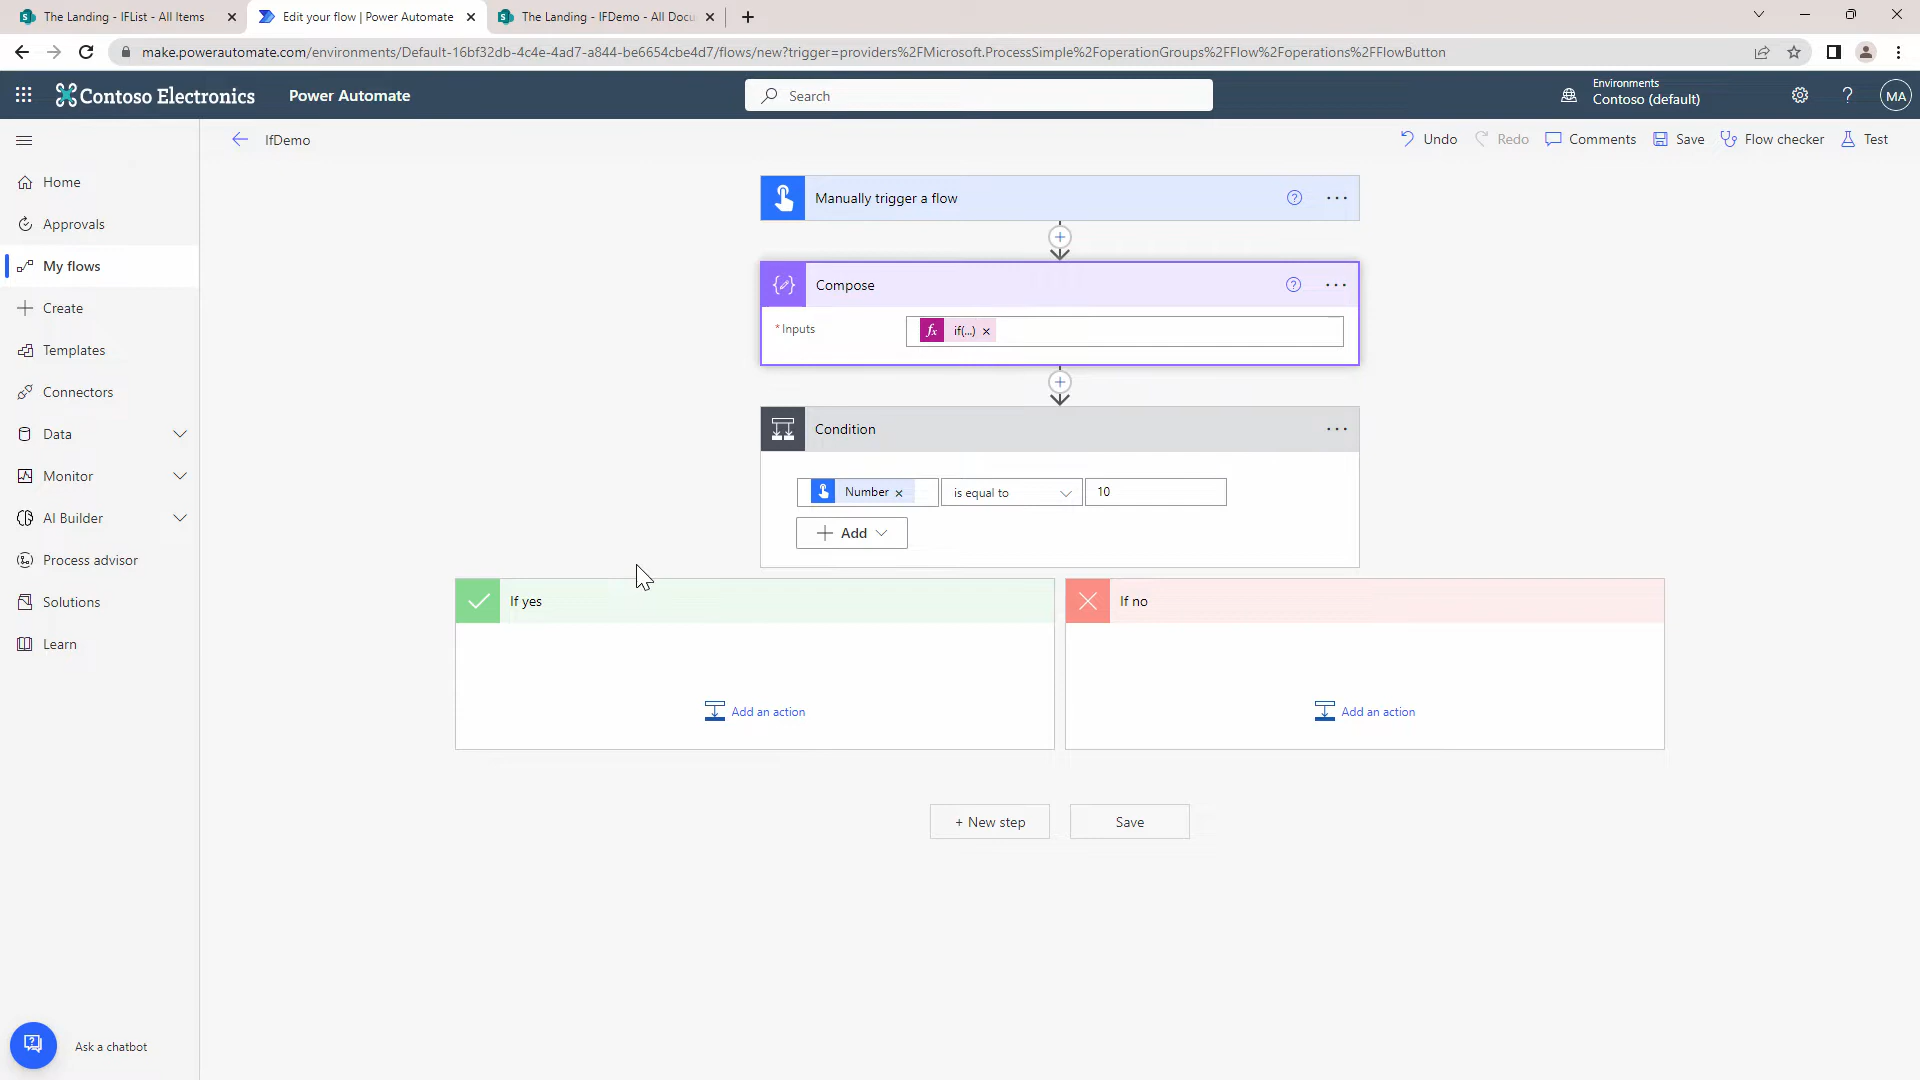 The Landing - IFList - All Items
Edit your flow | Power Automate
The Landing - IFDemo - All Docu
make.powerautomate.com/environments/Default-16bf32db-4c4e-4ad7-a844-be6654cbe4d7/flows/new?trigger=providers%2FMicrosoft.ProcessSimple%2FoperationGroups%2FFlow%2Foperations%2FFlowButton
Contoso Electronics
Power Automate
Search
Environments
Contoso (default)
?
MA
IfDemo
Undo
Redo
Comments
Save
Flow checker
Test
Home
Approvals
My flows
Create
Templates
Connectors
Data
Monitor
AI Builder
Process advisor
Solutions
Learn
Ask a chatbot
Manually trigger a flow
Compose
* Inputs
fx if(...) ×
Condition
Number ×
is equal to
10
Add
If yes
Add an action
If no
Add an action
+ New step
Save